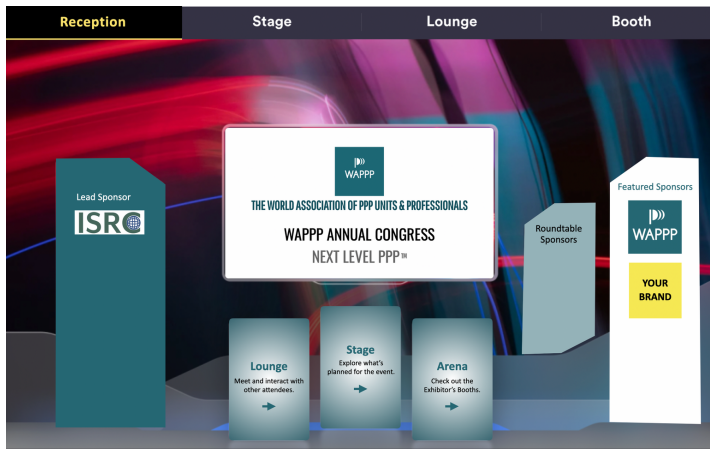 Reception
Stage
Lounge
Booth
Lead Sponsor
ISRC
WAPPP
THE WORLD ASSOCIATION OF PPP UNITS & PROFESSIONALS
WAPPP ANNUAL CONGRESS
NEXT LEVEL PPP™
Roundtable
Sponsors
Featured Sponsors
WAPPP
YOUR
BRAND
Lounge
Meet and interact with
other attendees.
Stage
Explore what's
planned for the event.
Arena
Check out the
Exhibitor's Booths.